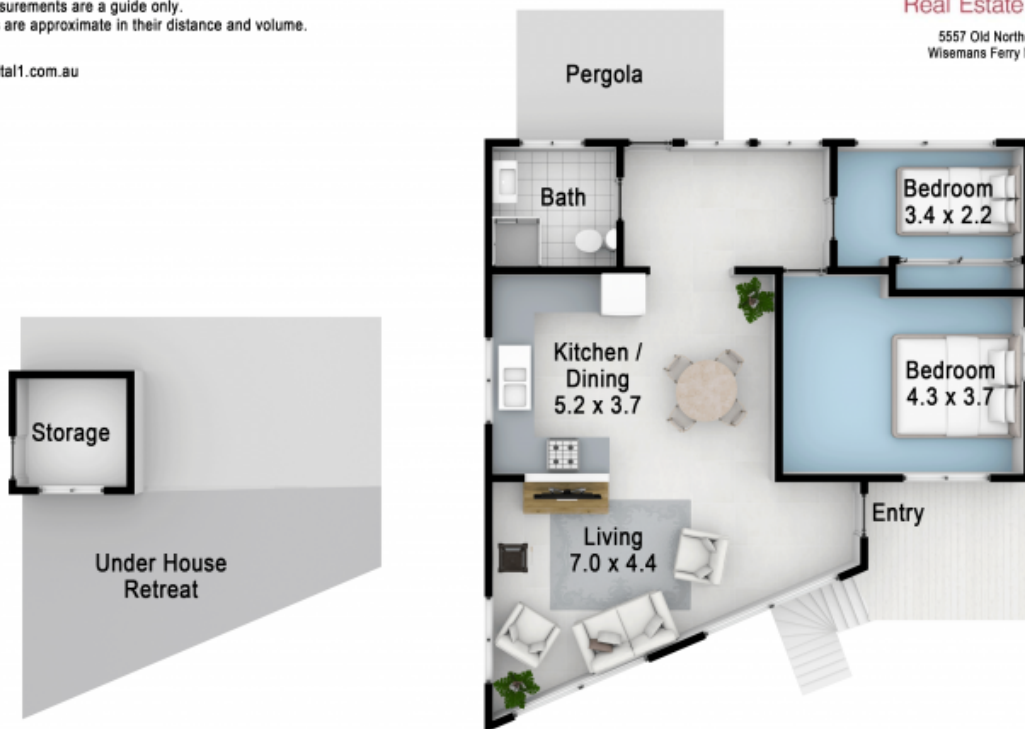 surements are a guide only.
s are approximate in their distance and volume.
tal1.com.au
Real Estate
5557 Old North
Wisemans Ferry
Pergola
Bath
Bedroom
3.4 x 2.2
Kitchen /
Dining
5.2 x 3.7
Bedroom
4.3 x 3.7
Storage
Entry
Living
7.0 x 4.4
Under House
Retreat